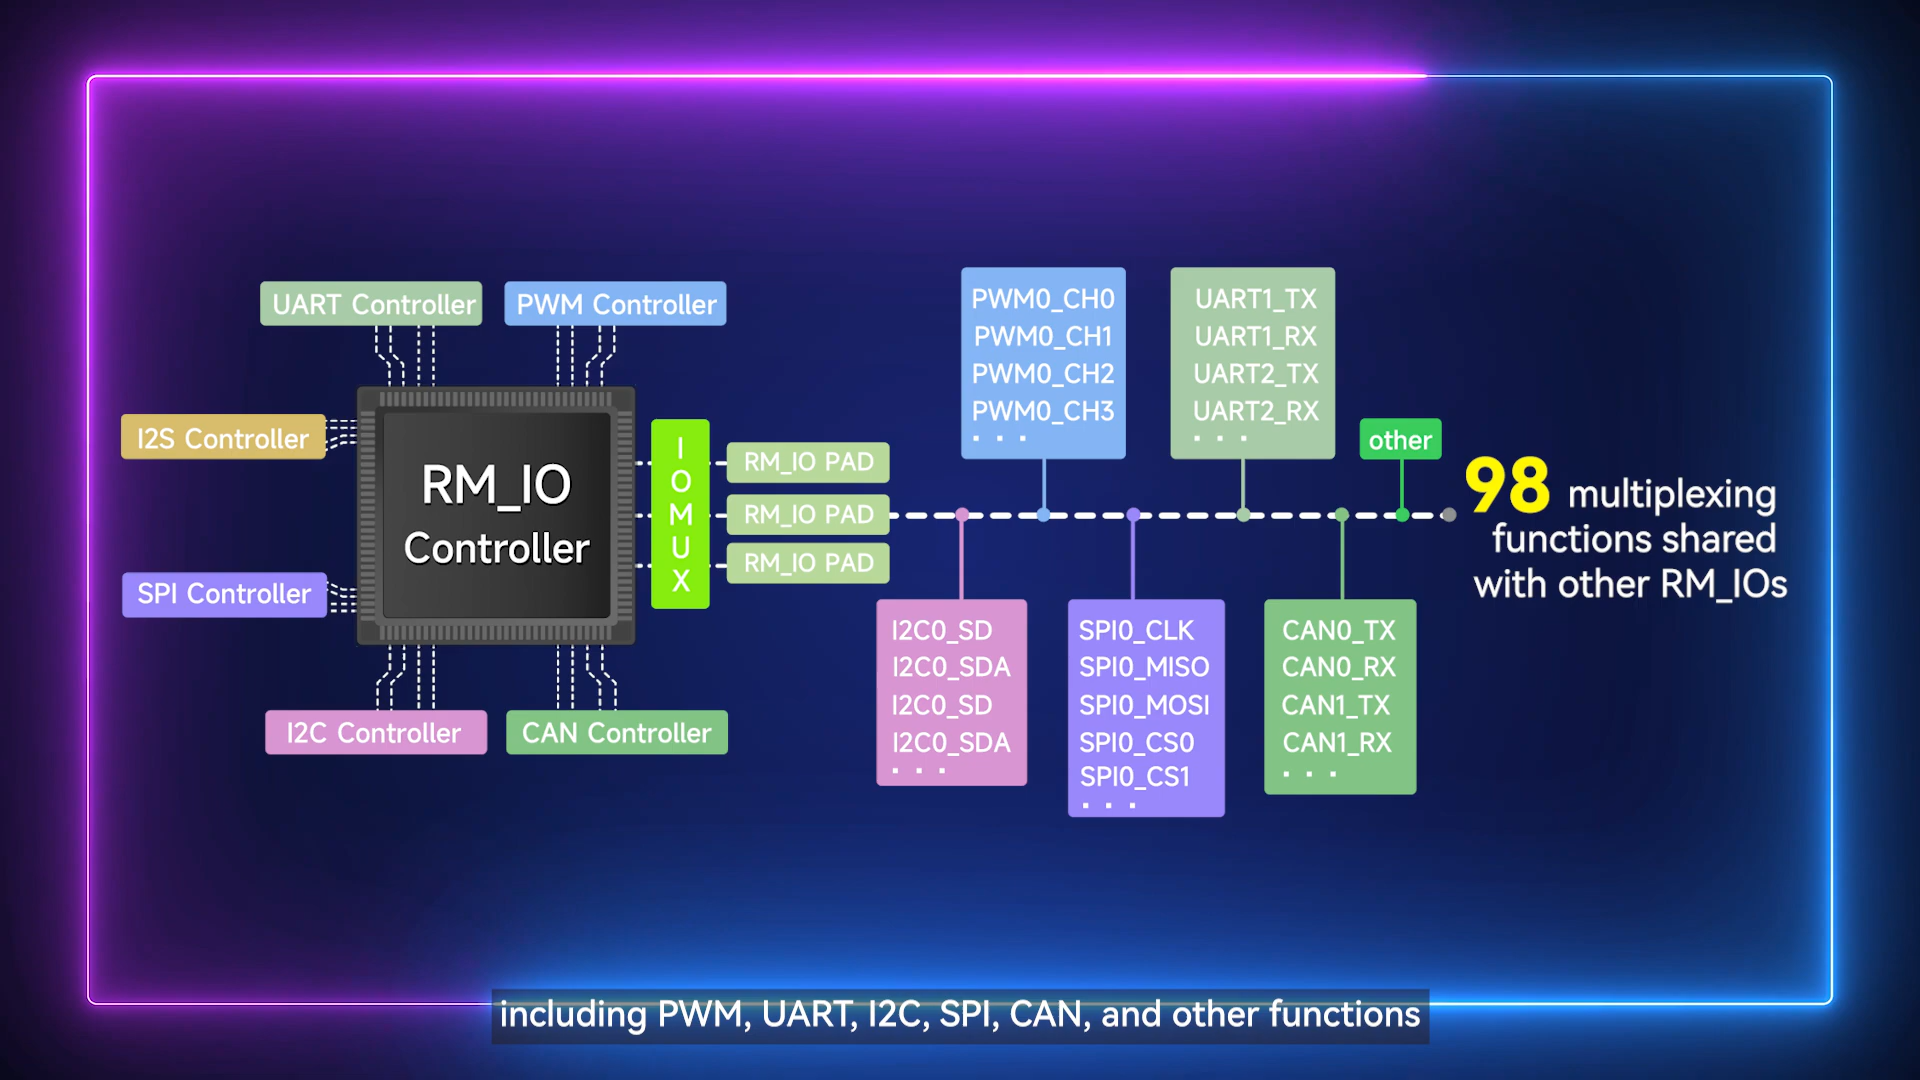 UART Controller
PWM Controller
I2S Controller
SPI Controller
RM_IO
Controller
I2C Controller
CAN Controller
I
O
M
U
X
RM_IO PAD
RM_IO PAD
RM_IO PAD
PWM0_CH0
PWM0_CH1
PWM0_CH2
PWM0_CH3
. . .
UART1_TX
UART1_RX
UART2_TX
UART2_RX
. . .
other
I2C0_SD
I2C0_SDA
I2C0_SD
I2C0_SDA
. . .
SPI0_CLK
SPI0_MISO
SPI0_MOSI
SPI0_CS0
SPI0_CS1
. . .
CAN0_TX
CAN0_RX
CAN1_TX
CAN1_RX
. . .
98 multiplexing
functions shared
with other RM_IOs
including PWM, UART, I2C, SPI, CAN, and other functions